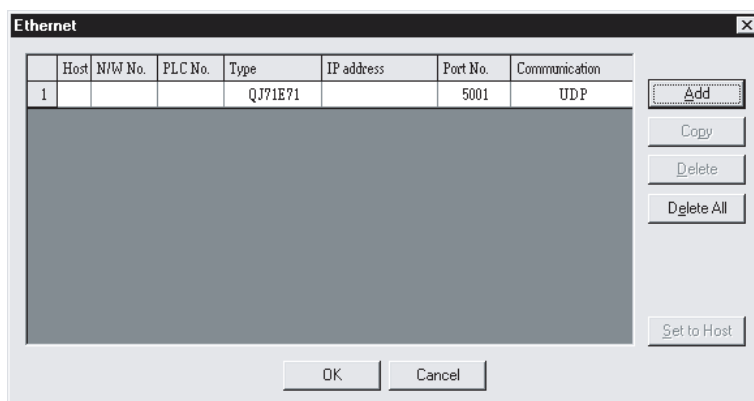 Ethernet
Host N/W No. PLC No. Type IP address Port No. Communication
1 QJ71E71 5001 UDP
Add
Copy
Delete
Delete All
Set to Host
OK Cancel